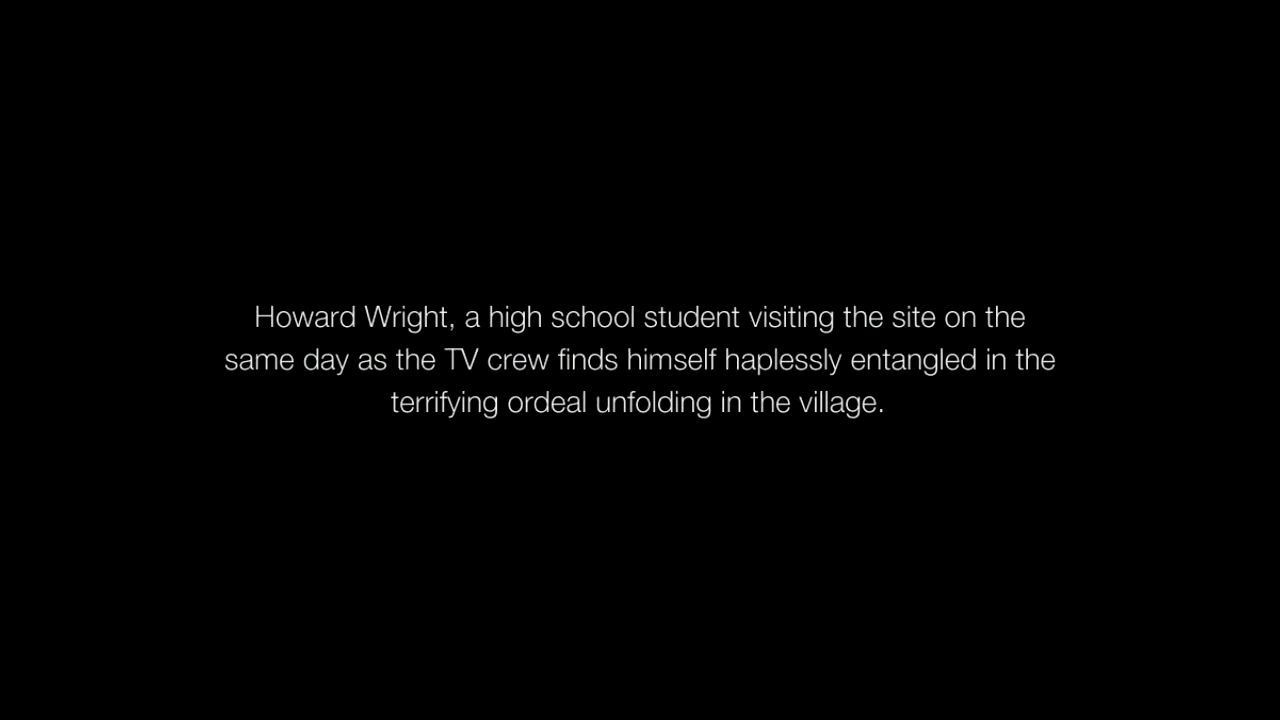 Howard Wright, a high school student visiting the site on the
same day as the TV crew finds himself haplessly entangled in the
terrifying ordeal unfolding in the village.